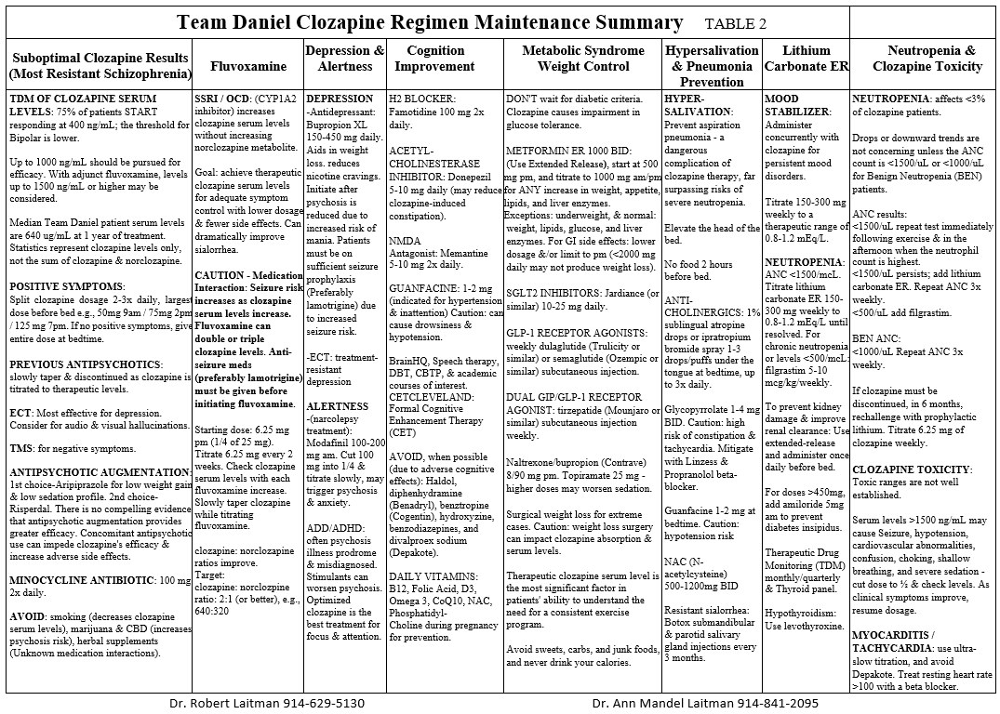 Team Daniel Clozapine Regimen Maintenance Summary TABLE 2
Suboptimal Clozapine Results
(Most Resistant Schizophrenia)
TDM OF CLOZAPINE SERUM
LEVELS: 75% of patients START
responding at 400 ng/mL; the threshold for
Bipolar is lower.
Up to 1000 ng/mL should be pursued for
efficacy. With adjunct fluvoxamine, levels
up to 1500 ng/mL or higher may be
considered.
Median Team Daniel patient serum levels
are 640 ug/mL at 1 year of treatment.
Statistics represent clozapine levels only,
not the sum of clozapine & norclozapine.
POSITIVE SYMPTOMS:
Split clozapine dosage 2-3x daily, largest
dose before bed e.g., 50mg 9am / 75mg 2pm
/ 125 mg 7pm. If no positive symptoms, give
entire dose at bedtime.
PREVIOUS ANTIPSYCHOTICS:
slowly taper & discontinued as clozapine is
titrated to therapeutic levels.
ECT: Most effective for depression.
Consider for audio & visual hallucinations.
TMS: for negative symptoms.
ANTIPSYCHOTIC AUGMENTATION:
1st choice-Aripiprazole for low weight gain
& low sedation profile. 2nd choice-
Risperdal. There is no compelling evidence
that antipsychotic augmentation provides
greater efficacy. Concomitant antipsychotic
use can impede clozapine's efficacy &
increase adverse side effects.
MINOCYCLINE ANTIBIOTIC: 100 mg
2x daily.
AVOID: smoking (decreases clozapine
serum levels), marijuana & CBD (increases
psychosis risk), herbal supplements
(Unknown medication interactions).
Fluvoxamine
SSRI / OCD: (CYP1A2
inhibitor) increases
clozapine serum levels
without increasing
norclozapine metabolite.
Goal: achieve therapeutic
clozapine serum levels
for adequate symptom
control with lower dosage
& fewer side effects. Can
dramatically improve
sialorrhea.
CAUTION - Medication
Interaction: Seizure risk
increases as clozapine
serum levels increase.
Fluvoxamine can
double or triple
clozapine levels. Anti-
seizure meds
(preferably lamotrigine)
must be given before
initiating fluvoxamine.
Starting dose: 6.25 mg
pm (1/4 of 25 mg).
Titrate 6.25 mg every 2
weeks. Check clozapine
serum levels with each
fluvoxamine increase.
Slowly taper clozapine
while titrating
fluvoxamine.
clozapine: norclozapine
ratios improve.
Target:
clozapine: norclozpine
ratio: 2:1 (or better), e.g.,
640:320
Depression &
Alertness
DEPRESSION
-Antidepressant:
Bupropion XL
150-450 mg daily.
Aids in weight
loss. reduces
nicotine cravings.
Initiate after
psychosis is
reduced due to
increased risk of
mania. Patients
must be on
sufficient seizure
prophylaxis
(Preferably
lamotrigine) due
to increased
seizure risk.
-ECT: treatment-
resistant
depression
ALERTNESS
-(narcolepsy
treatment):
Modafinil 100-200
mg am. Cut 100
mg into 1/4 &
titrate slowly, may
trigger psychosis
& anxiety.
ADD/ADHD:
often psychosis
illness prodrome
& misdiagnosed.
Stimulants can
worsen psychosis.
Optimized
clozapine is the
best treatment for
focus & attention.
Cognition
Improvement
H2 BLOCKER:
Famotidine 100 mg 2x
daily.
ACETYL-
CHOLINESTERASE
INHIBITOR: Donepezil
5-10 mg daily (may reduce
clozapine-induced
constipation).
NMDA
Antagonist: Memantine
5-10 mg 2x daily.
GUANFACINE: 1-2 mg
(indicated for hypertension
& inattention) Caution: can
cause drowsiness &
hypotension.
BrainHQ, Speech therapy,
DBT, CBTP, & academic
courses of interest.
CETCLEVELAND:
Formal Cognitive
Enhancement Therapy
(CET)
AVOID, when possible
(due to adverse cognitive
effects): Haldol,
diphenhydramine
(Benadryl), benztropine
(Cogentin), hydroxyzine,
benzodiazepines, and
divalproex sodium
(Depakote).
DAILY VITAMINS:
B12, Folic Acid, D3,
Omega 3, CoQ10, NAC,
Phosphatidyl-
Choline during pregnancy
for prevention.
Metabolic Syndrome
Weight Control
DON'T wait for diabetic criteria.
Clozapine causes impairment in
glucose tolerance.
METFORMIN ER 1000 BID:
(Use Extended Release), start at 500
mg pm, and titrate to 1000 mg am/pm
for ANY increase in weight, appetite,
lipids, and liver enzymes.
Exceptions: underweight, & normal:
weight, lipids, glucose, and liver
enzymes. For GI side effects: lower
dosage &/or limit to pm (<2000 mg
daily may not produce weight loss).
SGLT2 INHIBITORS: Jardiance (or
similar) 10-25 mg daily.
GLP-1 RECEPTOR AGONISTS:
weekly dulaglutide (Trulicity or
similar) or semaglutide (Ozempic or
similar) subcutaneous injection.
DUAL GIP/GLP-1 RECEPTOR
AGONIST: tirzepatide (Mounjaro or
similar) subcutaneous injection
weekly.
Naltrexone/bupropion (Contrave)
8/90 mg pm. Topiramate 25 mg -
higher doses may worsen sedation.
Surgical weight loss for extreme
cases. Caution: weight loss surgery
can impact clozapine absorption &
serum levels.
Therapeutic clozapine serum level is
the most significant factor in
patients' ability to understand the
need for a consistent exercise
program.
Avoid sweets, carbs, and junk foods,
and never drink your calories.
Hypersalivation
& Pneumonia
Prevention
HYPER-
SALIVATION:
Prevent aspiration
pneumonia - a
dangerous
complication of
clozapine therapy, far
surpassing risks of
severe neutropenia.
Elevate the head of the
bed.
No food 2 hours
before bed.
ANTI-
CHOLINERGICS: 1%
sublingual atropine
drops or ipratropium
bromide spray 1-3
drops/puffs under the
tongue at bedtime, up
to 3x daily.
Glycopyrrolate 1-4 mg
BID. Caution: high
risk of constipation &
tachycardia. Mitigate
with Linzess &
Propranolol beta-
blocker.
Guanfacine 1-2 mg at
bedtime. Caution:
hypotension risk
NAC (N-
acetylcysteine)
500-1200mg BID
Resistant sialorrhea:
Botox submandibular
& parotid salivary
gland injections every
3 months.
Lithium
Carbonate ER
MOOD
STABILIZER:
Administer
concurrently with
clozapine for
persistent mood
disorders.
Titrate 150-300 mg
weekly to a
therapeutic range of
0.8-1.2 mEq/L.
NEUTROPENIA:
ANC <1500/mcL.
Titrate lithium
carbonate ER 150-
300 mg weekly to
0.8-1.2 mEq/L until
resolved. For
chronic neutropenia
or levels <500/mcL:
filgrastim 5-10
mcg/kg/weekly.
To prevent kidney
damage & improve
renal clearance: Use
extended-release
and administer once
daily before bed.
For doses >450mg,
add amiloride 5mg
am to prevent
diabetes insipidus.
Therapeutic Drug
Monitoring (TDM)
monthly/quarterly
& Thyroid panel.
Hypothyroidism:
Use levothyroxine.
Neutropenia &
Clozapine Toxicity
NEUTROPENIA: affects <3%
of clozapine patients.
Drops or downward trends are
not concerning unless the ANC
count is <1500/uL or <1000/uL
for Benign Neutropenia (BEN)
patients.
ANC results:
<1500/uL repeat test immediately
following exercise & in the
afternoon when the neutrophil
count is highest.
<1500/uL persists; add lithium
carbonate ER. Repeat ANC 3x
weekly.
<500/uL add filgrastim.
BEN ANC:
<1000/uL Repeat ANC 3x
weekly.
If clozapine must be
discontinued, in 6 months,
rechallenge with prophylactic
lithium. Titrate 6.25 mg of
clozapine weekly.
CLOZAPINE TOXICITY:
Toxic ranges are not well
established.
Serum levels >1500 ng/mL may
cause Seizure, hypotension,
cardiovascular abnormalities,
confusion, choking, shallow
breathing, and severe sedation -
cut dose to ½ & check levels. As
clinical symptoms improve,
resume dosage.
MYOCARDITIS /
TACHYCARDIA: use ultra-
slow titration, and avoid
Depakote. Treat resting heart rate
>100 with a beta blocker.
Dr. Robert Laitman 914-629-5130
Dr. Ann Mandel Laitman 914-841-2095